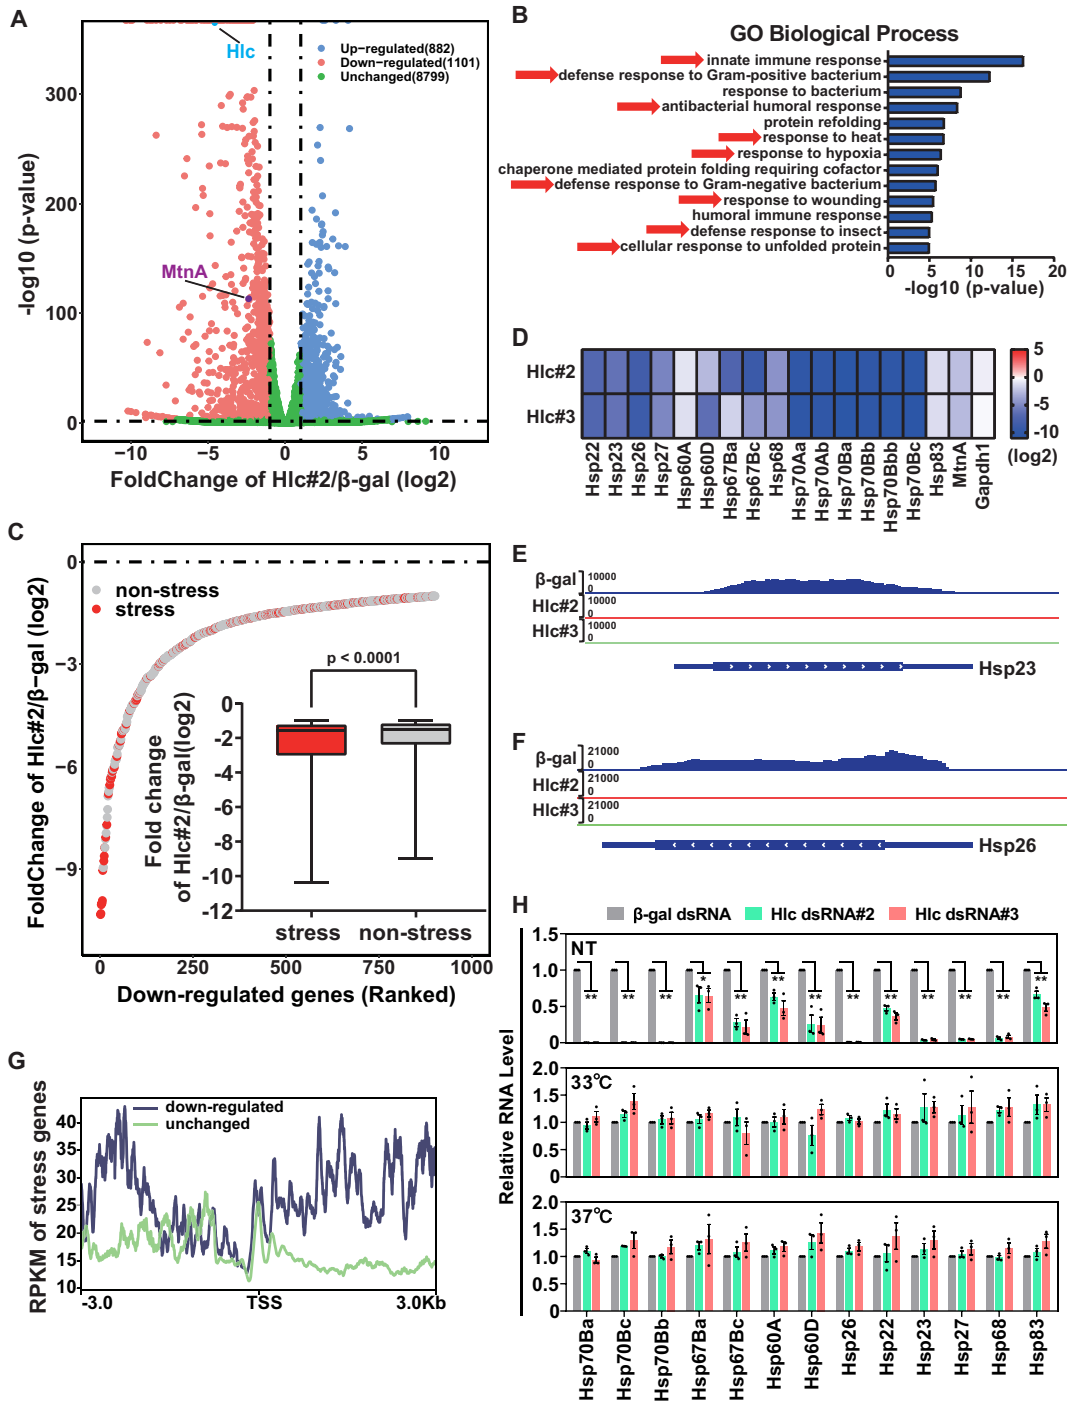 A
Hlc
Up−regulated(882)
Down−regulated(1101)
Unchanged(8799)
MtnA
300
200
100
0
-log10 (p-value)
−10
−5
0
5
10
FoldChange of Hlc#2/β-gal (log2)
B
GO Biological Process
innate immune response
defense response to Gram-positive bacterium
response to bacterium
antibacterial humoral response
protein refolding
response to heat
response to hypoxia
chaperone mediated protein folding requiring cofactor
defense response to Gram-negative bacterium
response to wounding
humoral immune response
defense response to insect
cellular response to unfolded protein
0 5 10 15 20
-log10 (p-value)
D
Hlc#2
Hlc#3
Hsp22
Hsp23
Hsp26
Hsp27
Hsp60A
Hsp60D
Hsp67Ba
Hsp67Bc
Hsp68
Hsp70Aa
Hsp70Ab
Hsp70Ba
Hsp70Bb
Hsp70Bbb
Hsp70Bc
Hsp83
MtnA
Gapdh1
5
0
-5
-10
(log2)
C
0
−3
−6
−9
FoldChange of Hlc#2/β−gal (log2)
non-stress
stress
p < 0.0001
0
-2
-4
-6
-8
-10
-12
Fold change
of Hlc#2/β-gal(log2)
stress
non-stress
0 250 500 750 1000
Down-regulated genes (Ranked)
E
β-gal
10000
0
Hlc#2
10000
0
Hlc#3
10000
0
Hsp23
F
β-gal
21000
0
Hlc#2
21000
0
Hlc#3
21000
0
Hsp26
G
RPKM of stress genes
40
35
30
25
20
15
10
down-regulated
unchanged
-3.0
TSS
3.0Kb
H
β-gal dsRNA
Hlc dsRNA#2
Hlc dsRNA#3
Relative RNA Level
NT
1.5
1.0
0.5
0
** ** ** * ** ** ** ** ** ** ** ** **
33℃
2.0
1.5
1.0
0.5
0
37℃
2.0
1.5
1.0
0.5
0
Hsp70Ba
Hsp70Bc
Hsp70Bb
Hsp67Ba
Hsp67Bc
Hsp60A
Hsp60D
Hsp26
Hsp22
Hsp23
Hsp27
Hsp68
Hsp83